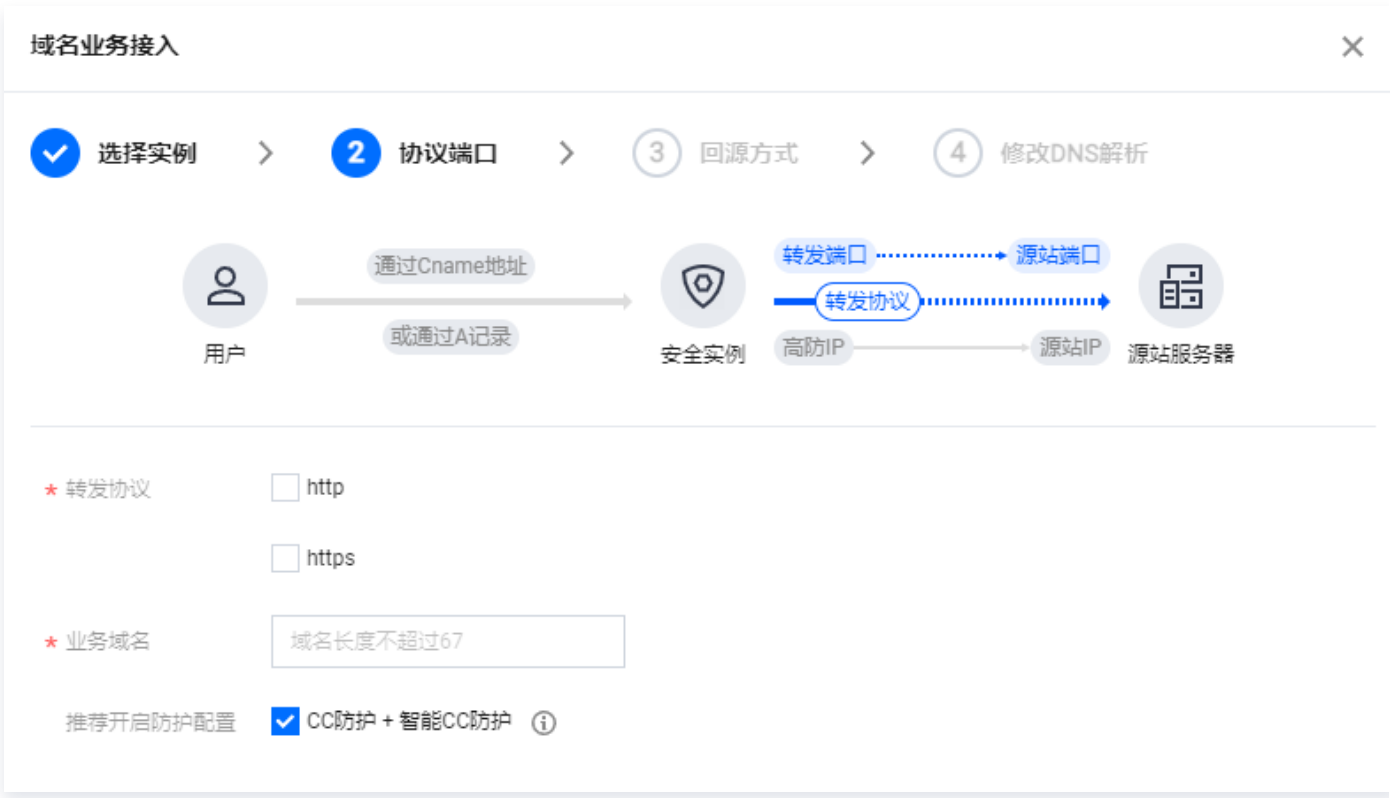 域名业务接入
选择实例 2 协议端口 3 回源方式 4 修改DNS解析
通过Cname地址
或通过A记录
用户
安全实例
转发端口 源站端口
转发协议
高防IP 源站IP
源站服务器
* 转发协议 http
https
* 业务域名 域名长度不超过67
推荐开启防护配置 CC防护 + 智能CC防护